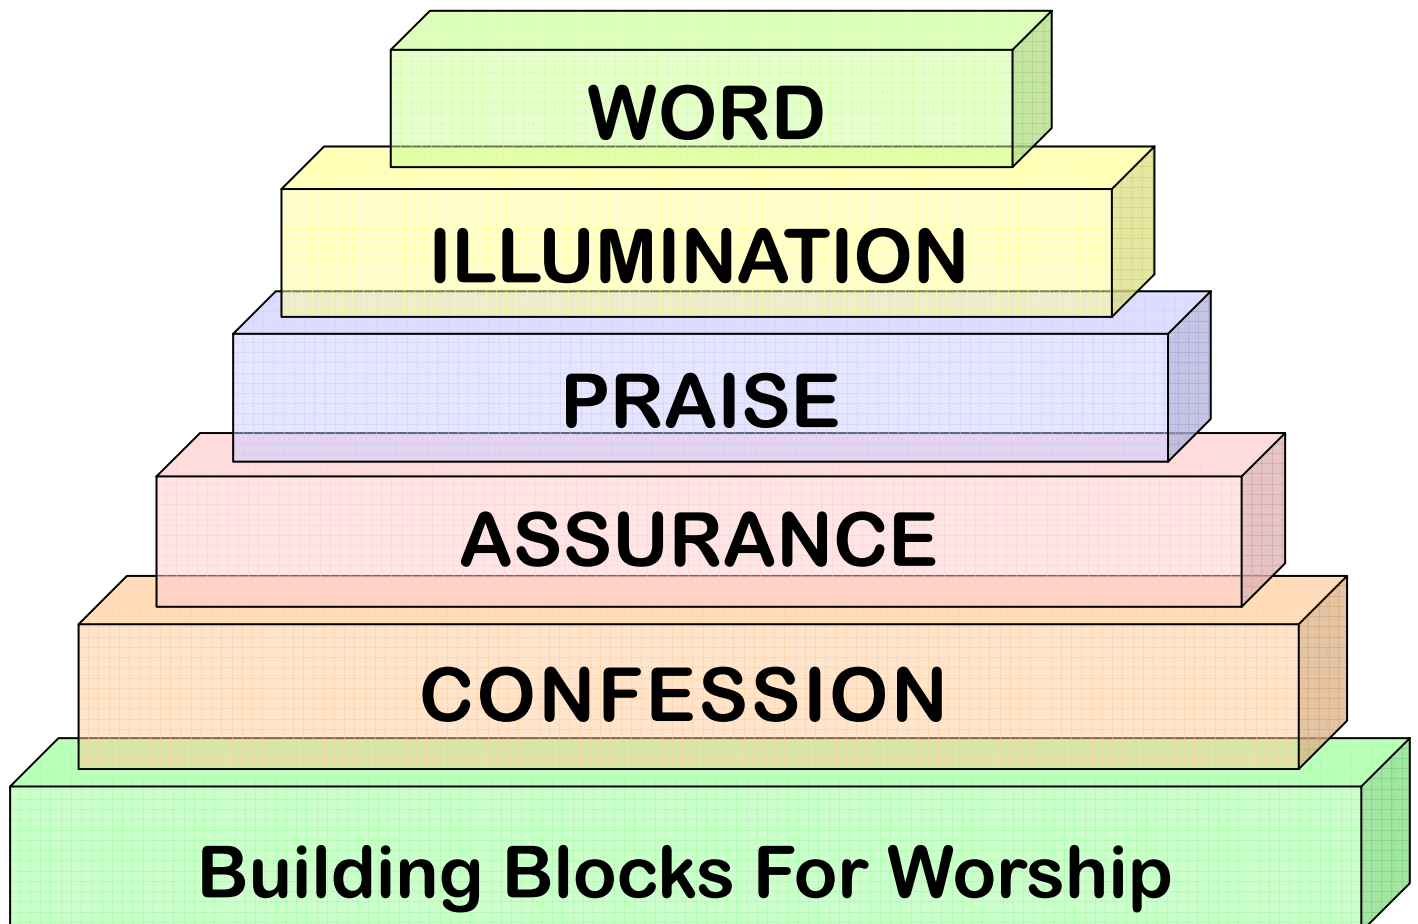 WORD
ILLUMINATION
PRAISE
ASSURANCE
CONFESSION
Building Blocks For Worship